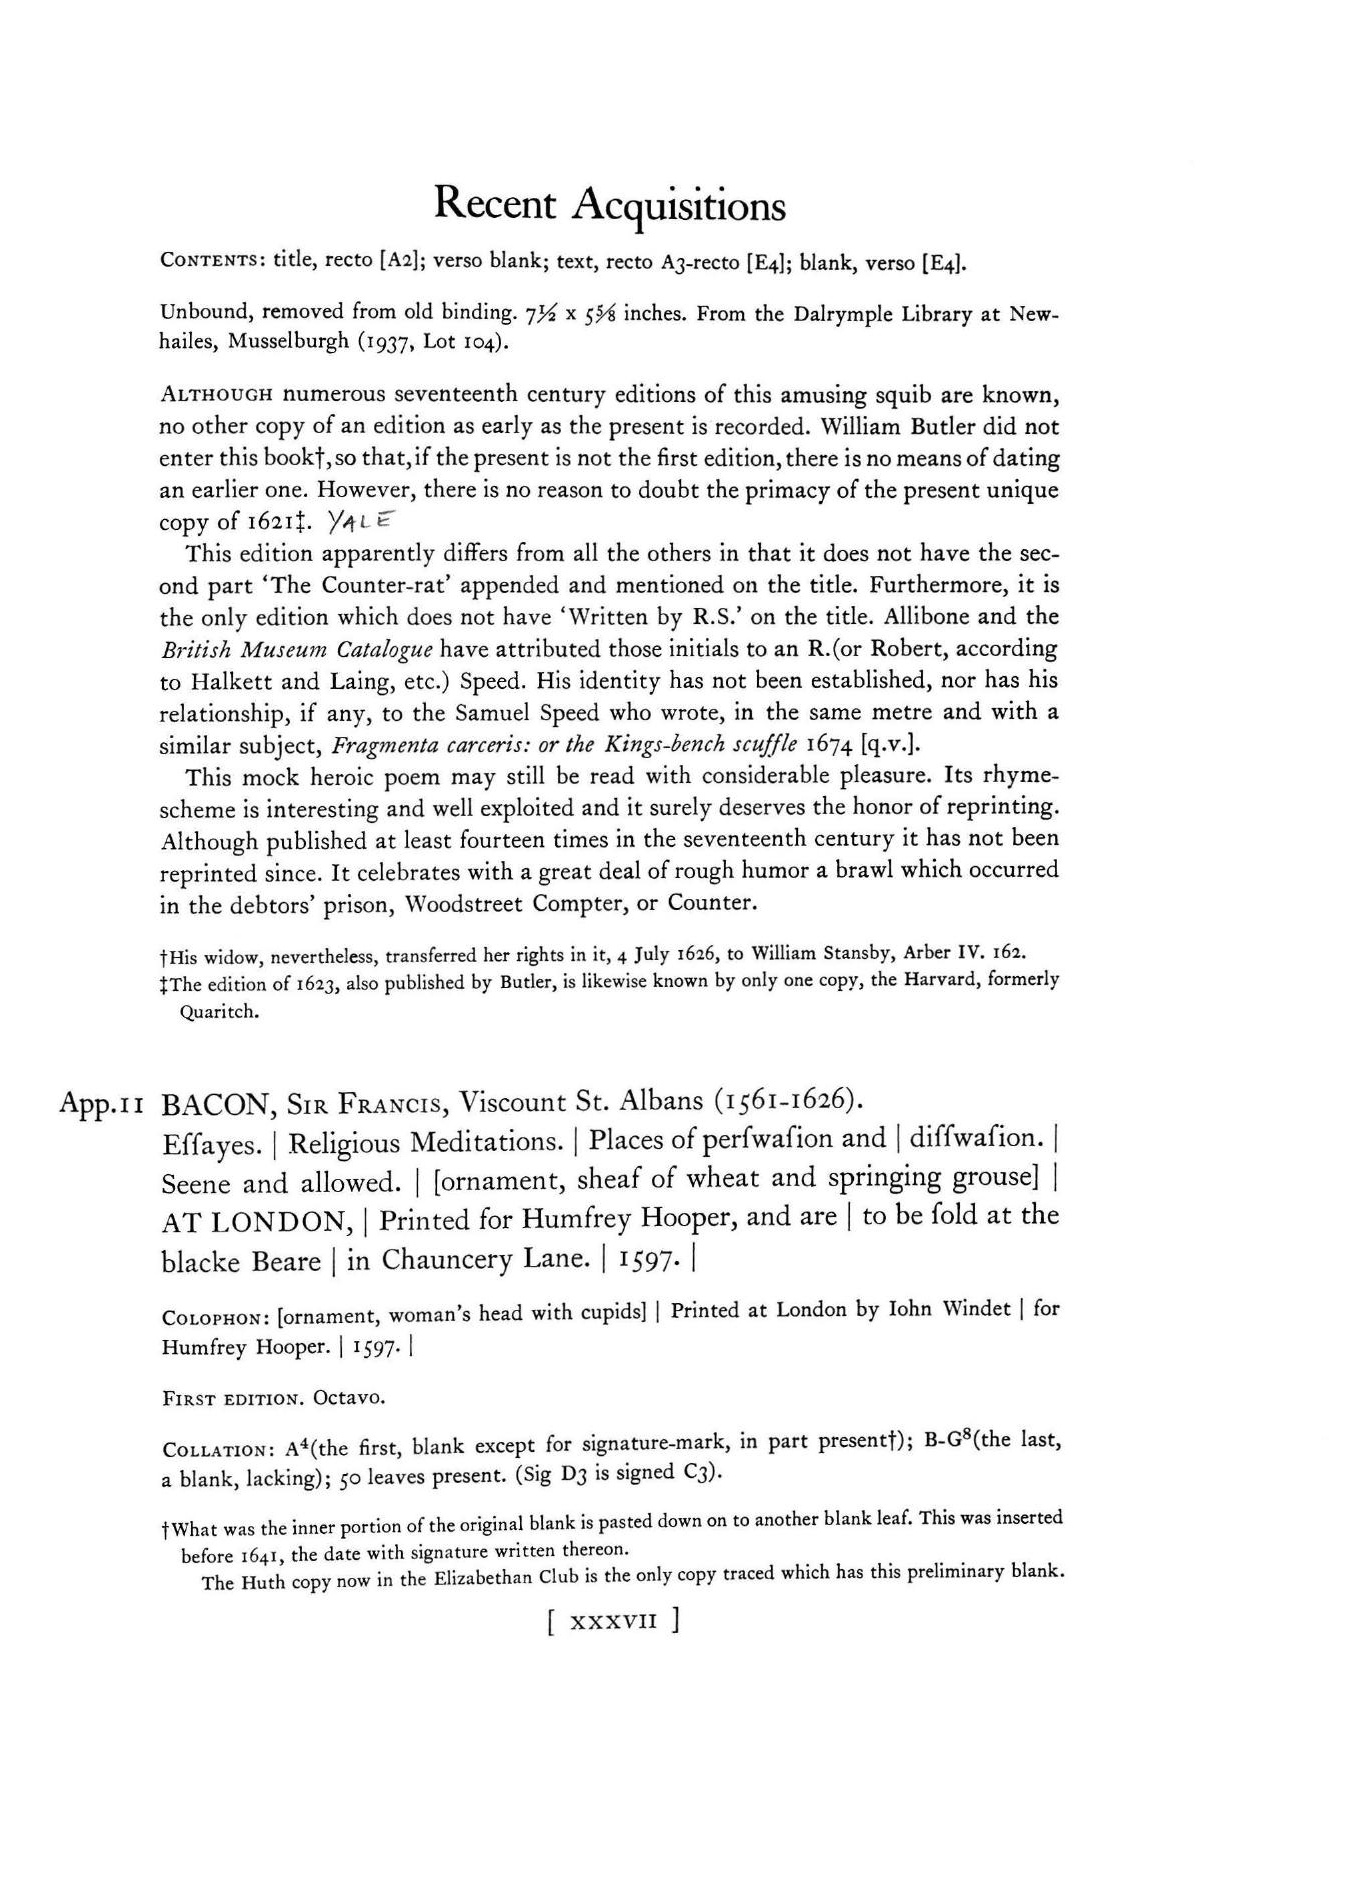 Recent Acquisitions
Contents: title, recto [A2]; verso blank; text, recto A3-recto [E4]; blank, verso [E4].
Unbound, removed from old binding. 7½ x 5⅝ inches. From the Dalrymple Library at New-
hailes, Musselburgh (1937, Lot 104).
Although numerous seventeenth century editions of this amusing squib are known,
no other copy of an edition as early as the present is recorded. William Butler did not
enter this book†, so that, if the present is not the first edition, there is no means of dating
an earlier one. However, there is no reason to doubt the primacy of the present unique
copy of 1621‡. YALE
This edition apparently differs from all the others in that it does not have the sec-
ond part ‘The Counter-rat’ appended and mentioned on the title. Furthermore, it is
the only edition which does not have ‘Written by R.S.’ on the title. Allibone and the
British Museum Catalogue have attributed those initials to an R.(or Robert, according
to Halkett and Laing, etc.) Speed. His identity has not been established, nor has his
relationship, if any, to the Samuel Speed who wrote, in the same metre and with a
similar subject, Fragmenta carceris: or the Kings-bench scuffle 1674 [q.v.].
This mock heroic poem may still be read with considerable pleasure. Its rhyme-
scheme is interesting and well exploited and it surely deserves the honor of reprinting.
Although published at least fourteen times in the seventeenth century it has not been
reprinted since. It celebrates with a great deal of rough humor a brawl which occurred
in the debtors’ prison, Woodstreet Compter, or Counter.
†His widow, nevertheless, transferred her rights in it, 4 July 1626, to William Stansby, Arber IV. 162.
‡The edition of 1623, also published by Butler, is likewise known by only one copy, the Harvard, formerly
Quaritch.
App.11 BACON, Sir Francis, Viscount St. Albans (1561-1626).
Eſſayes. | Religious Meditations. | Places of perſwaſion and | diſſwaſion. |
Seene and allowed. | [ornament, sheaf of wheat and springing grouse] |
AT LONDON, | Printed for Humfrey Hooper, and are | to be ſold at the
blacke Beare | in Chauncery Lane. | 1597. |
Colophon: [ornament, woman’s head with cupids] | Printed at London by Iohn Windet | for
Humfrey Hooper. | 1597. |
First edition. Octavo.
Collation: A⁴(the first, blank except for signature-mark, in part present†); B-G⁸(the last,
a blank, lacking); 50 leaves present. (Sig D3 is signed C3).
†What was the inner portion of the original blank is pasted down on to another blank leaf. This was inserted
before 1641, the date with signature written thereon.
The Huth copy now in the Elizabethan Club is the only copy traced which has this preliminary blank.
[ XXXVII ]